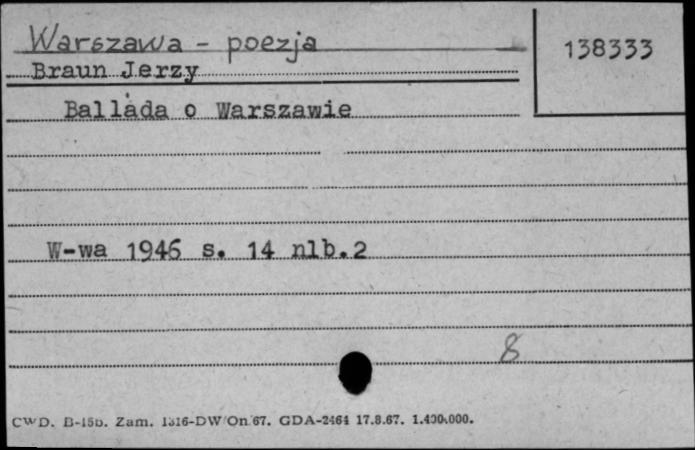 Warszawa - poezja
138333
Braun Jerzy
Ballada o Warszawie
W-wa 1946 s. 14 nlb.2
8
CWD. B-15b. Zam. 1316-DW/On/67. GDA-2464 17.8.67. 1.400.000.